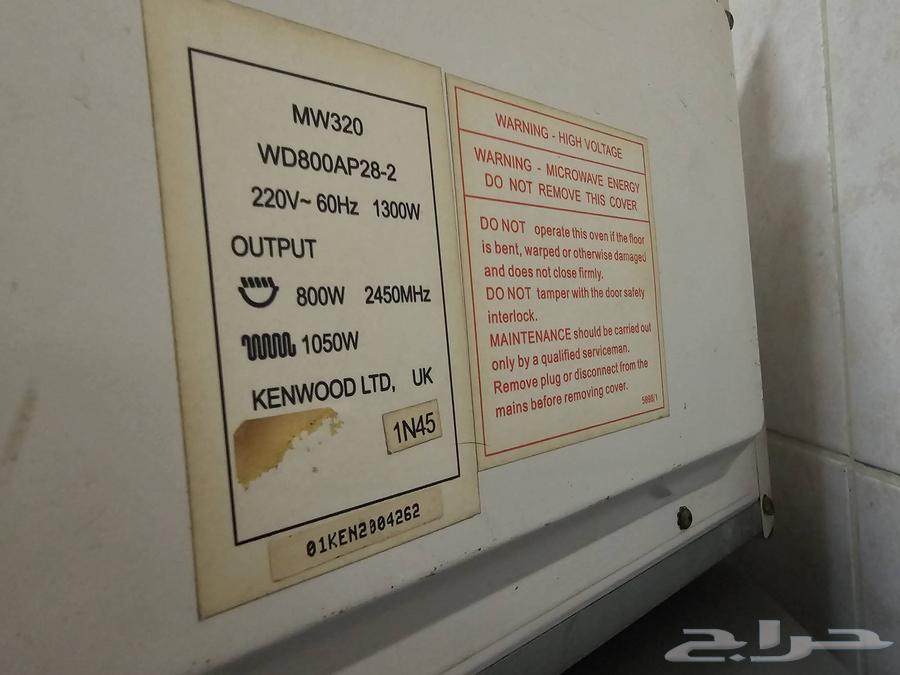 MW320
WD800AP28-2
220V~ 60Hz 1300W
OUTPUT
800W 2450MHz
1050W
KENWOOD LTD, UK
1N45
01KEN2804262
WARNING - HIGH VOLTAGE
WARNING - MICROWAVE ENERGY
DO NOT REMOVE THIS COVER
DO NOT operate this oven if the floor
is bent, warped or otherwise damaged
and does not close firmly.
DO NOT tamper with the door safety
interlock.
MAINTENANCE should be carried out
only by a qualified serviceman.
Remove plug or disconnect from the
mains before removing cover.
5098/1
حراج